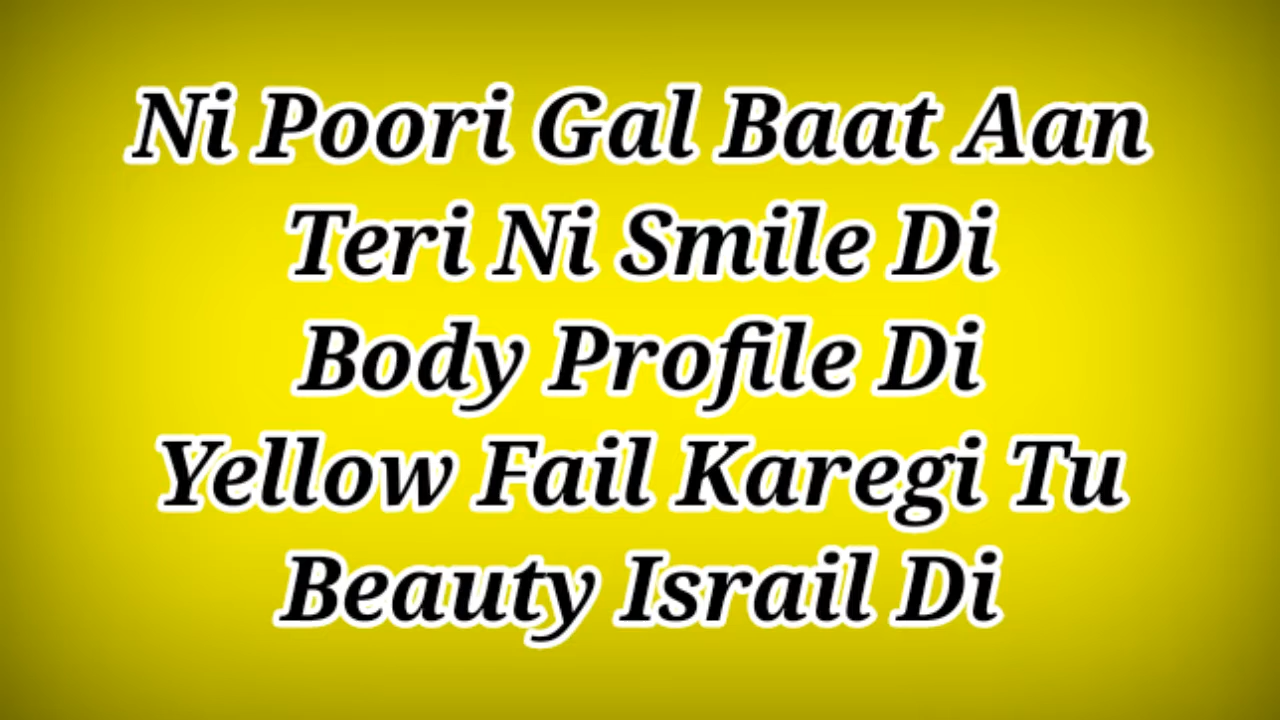 Ni Poori Gal Baat Aan
Teri Ni Smile Di
Body Profile Di
Yellow Fail Karegi Tu
Beauty Israil Di